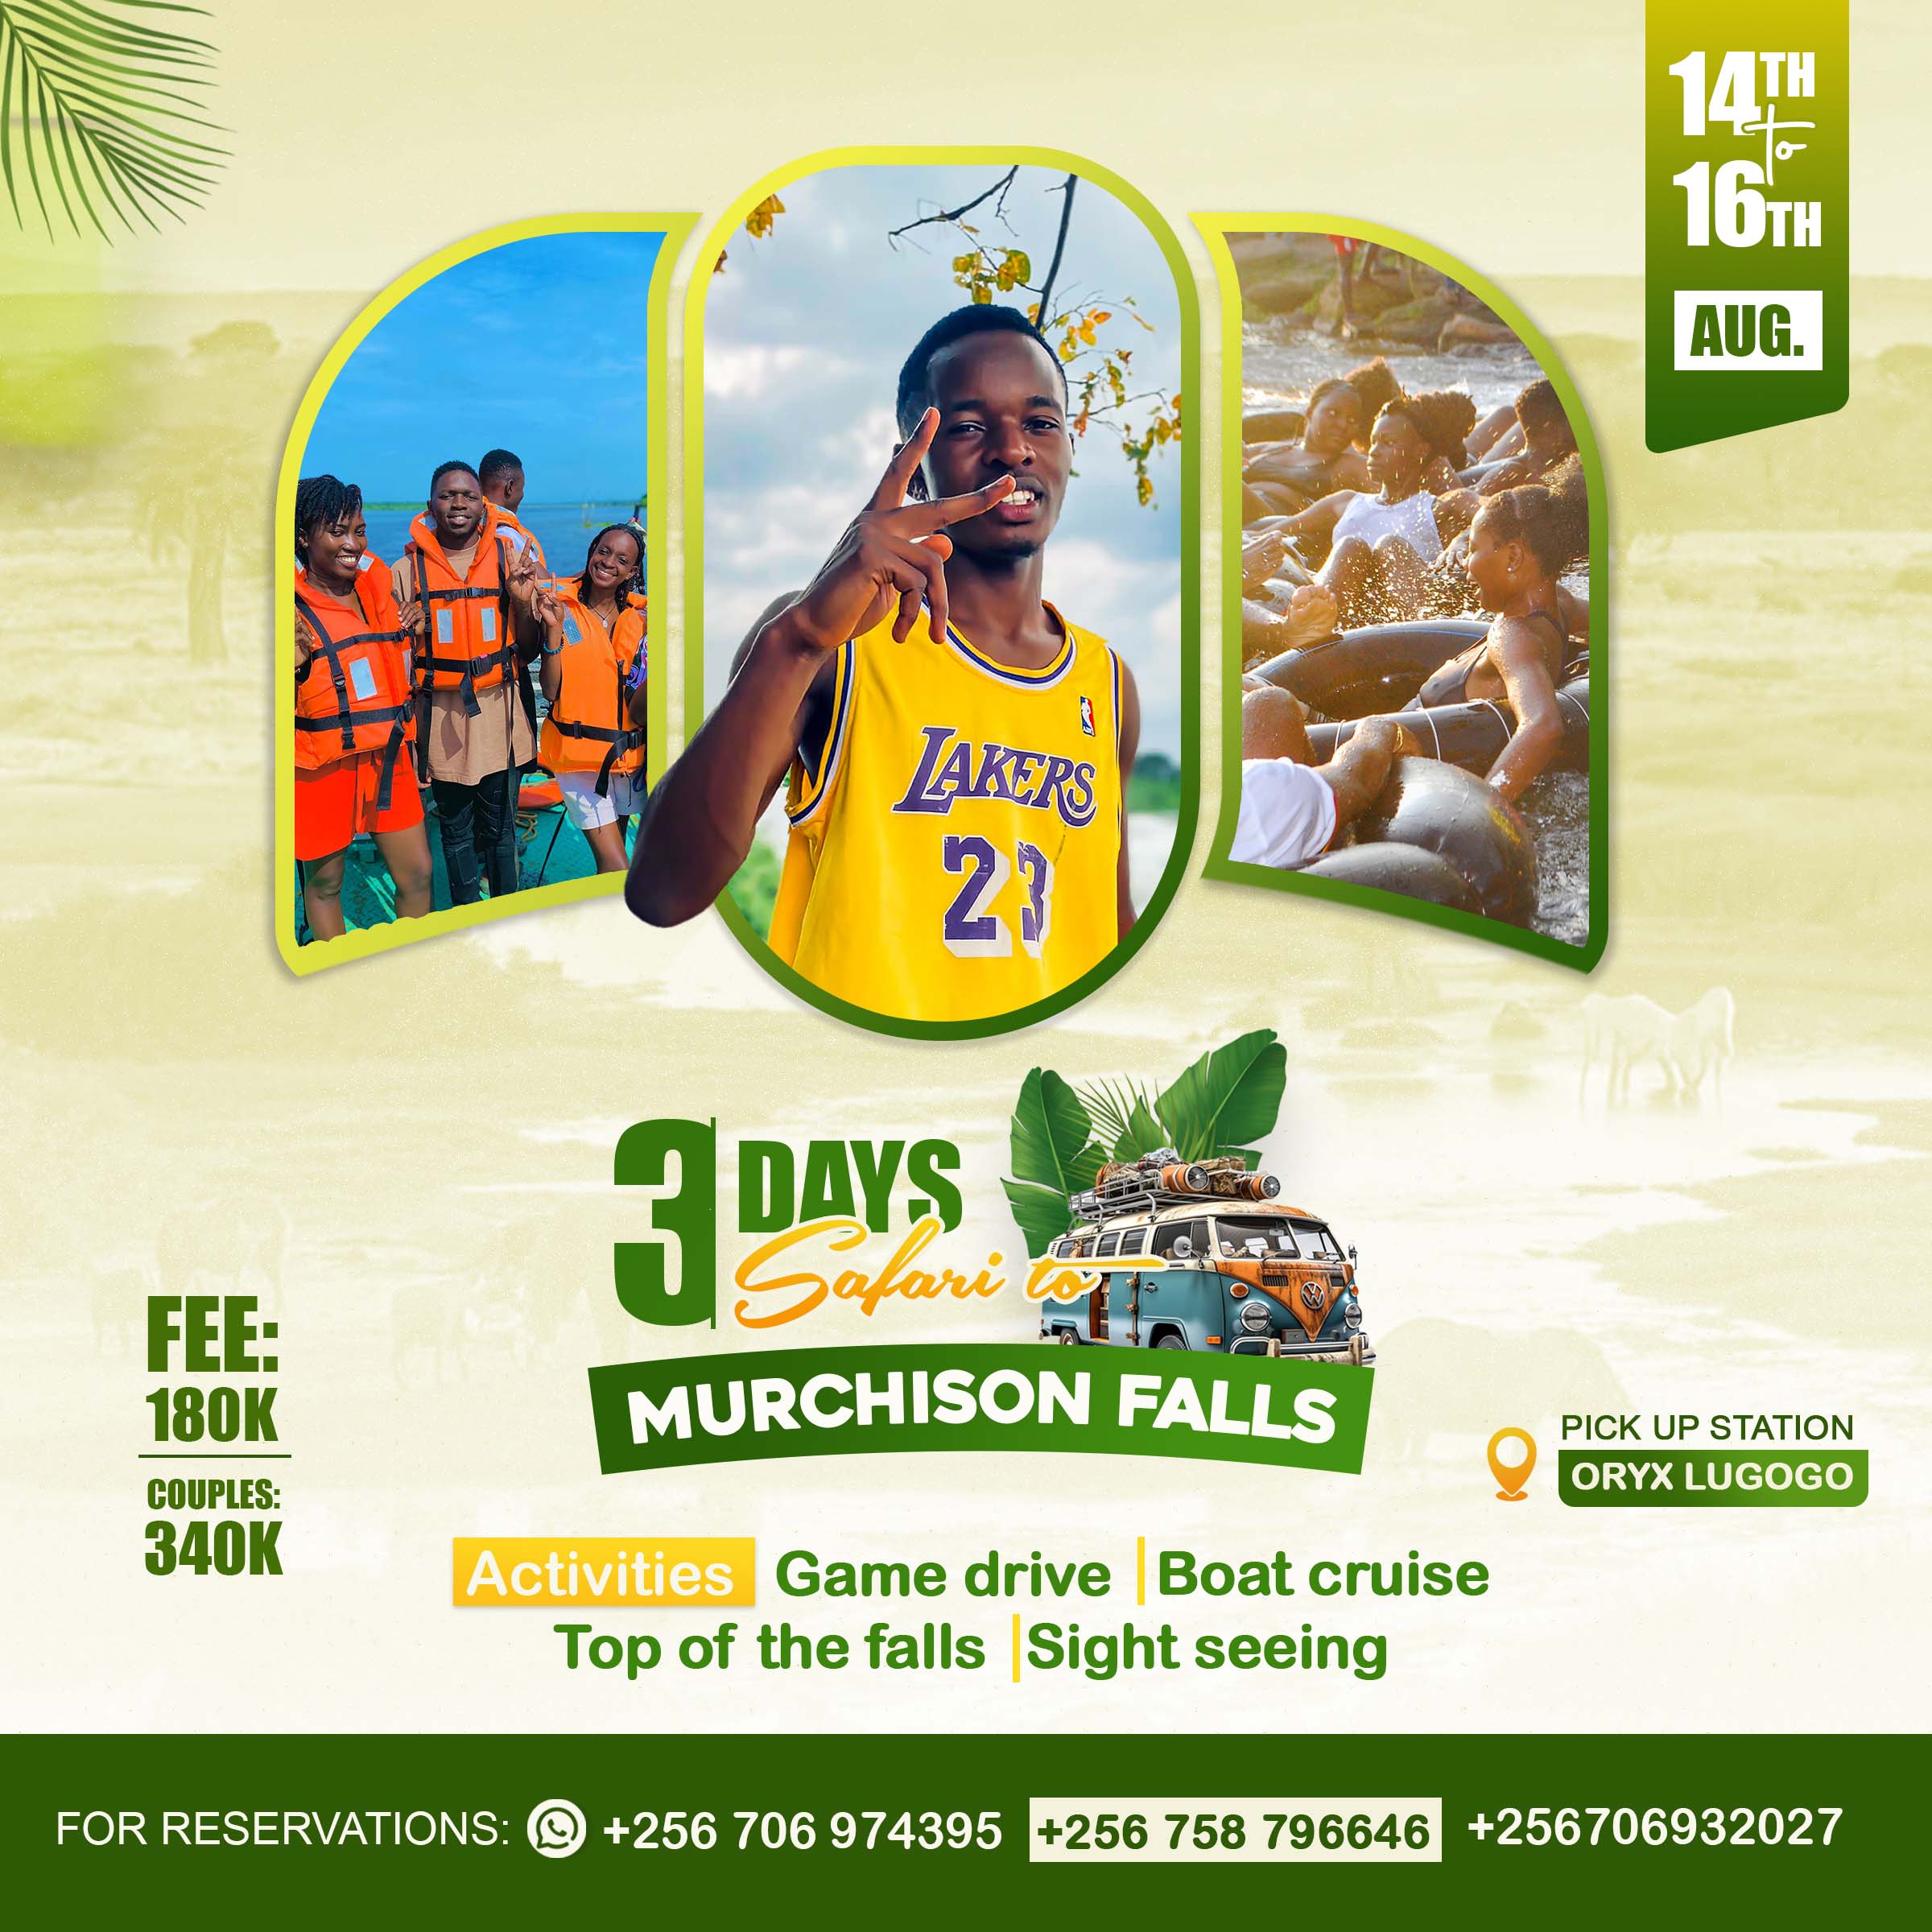 14TH
to
16TH
AUG.
LAKERS
23
3 DAYS
Safari to
MURCHISON FALLS
FEE:
180K
COUPLES:
340K
PICK UP STATION
ORYX LUGOGO
Activities Game drive | Boat cruise
Top of the falls | Sight seeing
FOR RESERVATIONS: +256 706 974395 +256 758 796646 +256706932027